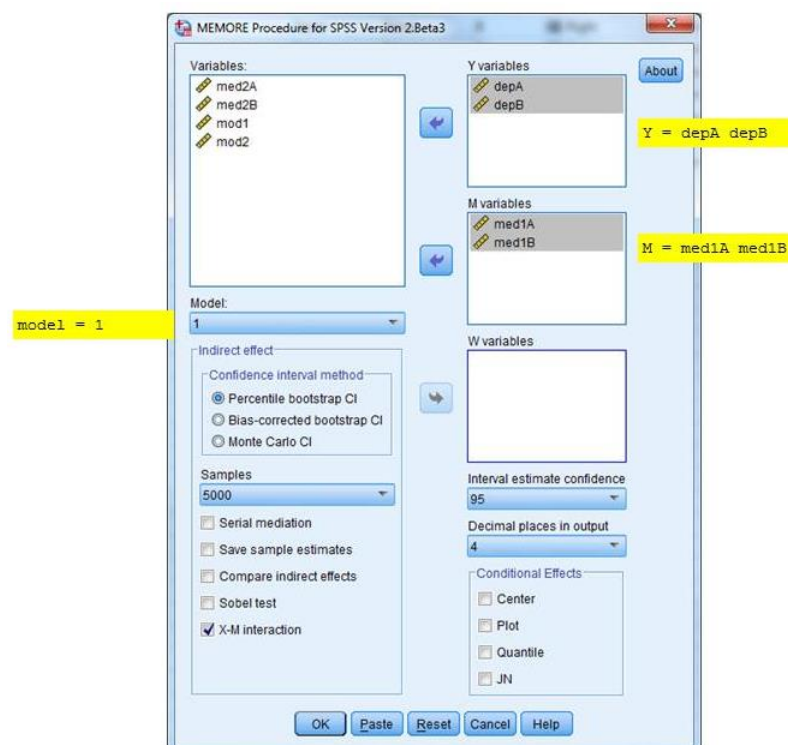 MEMORE Procedure for SPSS Version 2.Beta3
Variables:
med2A
med2B
mod1
mod2
Y variables
depA
depB
About
Y = depA depB
M variables
med1A
med1B
M = med1A med1B
Model:
1
model = 1
W variables
Indirect effect
Confidence interval method
Percentile bootstrap CI
Bias-corrected bootstrap CI
Monte Carlo CI
Samples
5000
Serial mediation
Save sample estimates
Compare indirect effects
Sobel test
X-M interaction
Interval estimate confidence
95
Decimal places in output
4
Conditional Effects
Center
Plot
Quantile
JN
OK
Paste
Reset
Cancel
Help